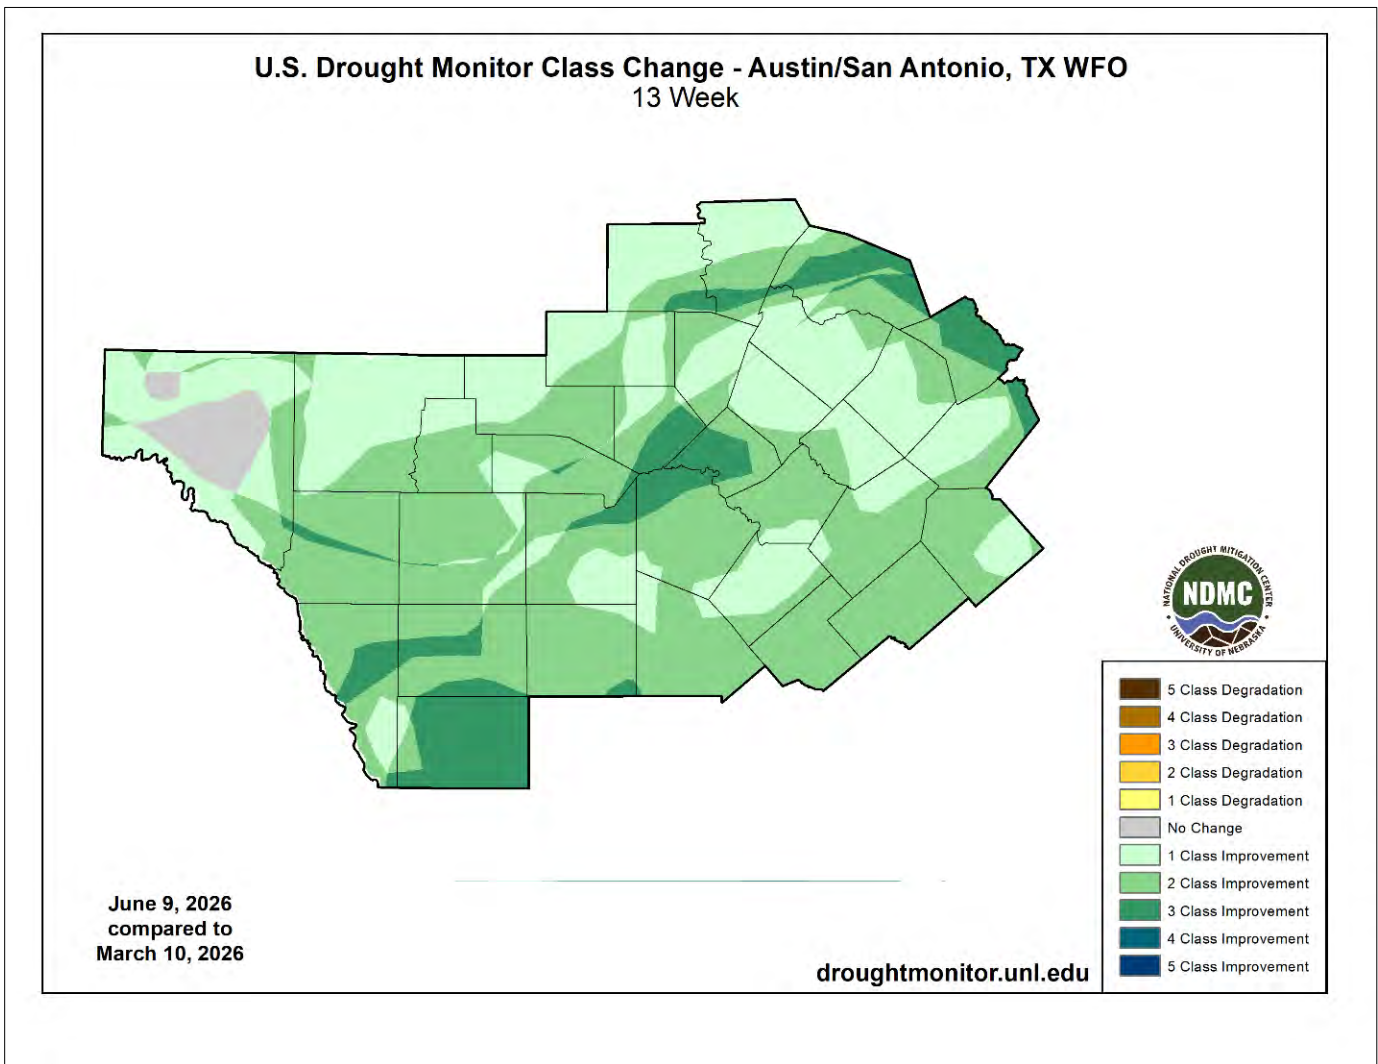 U.S. Drought Monitor Class Change - Austin/San Antonio, TX WFO
13 Week
NATIONAL DROUGHT MITIGATION CENTER
NDMC
UNIVERSITY OF NEBRASKA
5 Class Degradation
4 Class Degradation
3 Class Degradation
2 Class Degradation
1 Class Degradation
No Change
1 Class Improvement
2 Class Improvement
3 Class Improvement
4 Class Improvement
5 Class Improvement
June 9, 2026
compared to
March 10, 2026
droughtmonitor.unl.edu